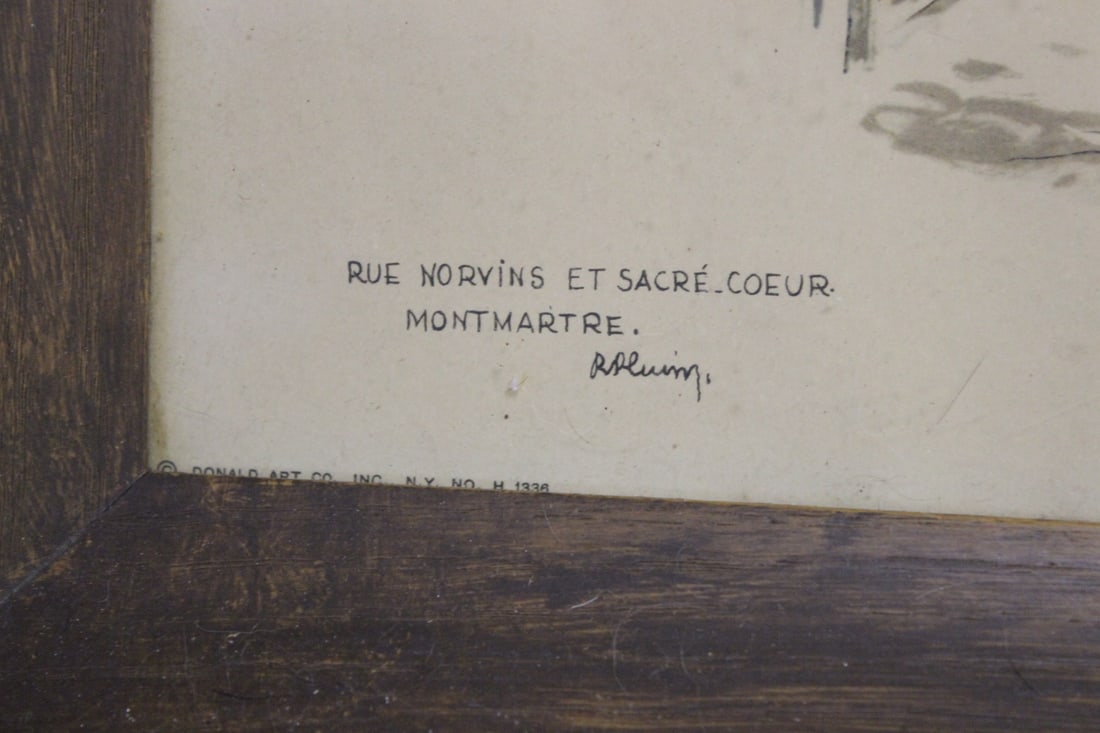 RUE NORVINS ET SACRÉ-COEUR.
MONTMARTRE.
© DONALD ART CO. INC. N.Y. NO. H 1336